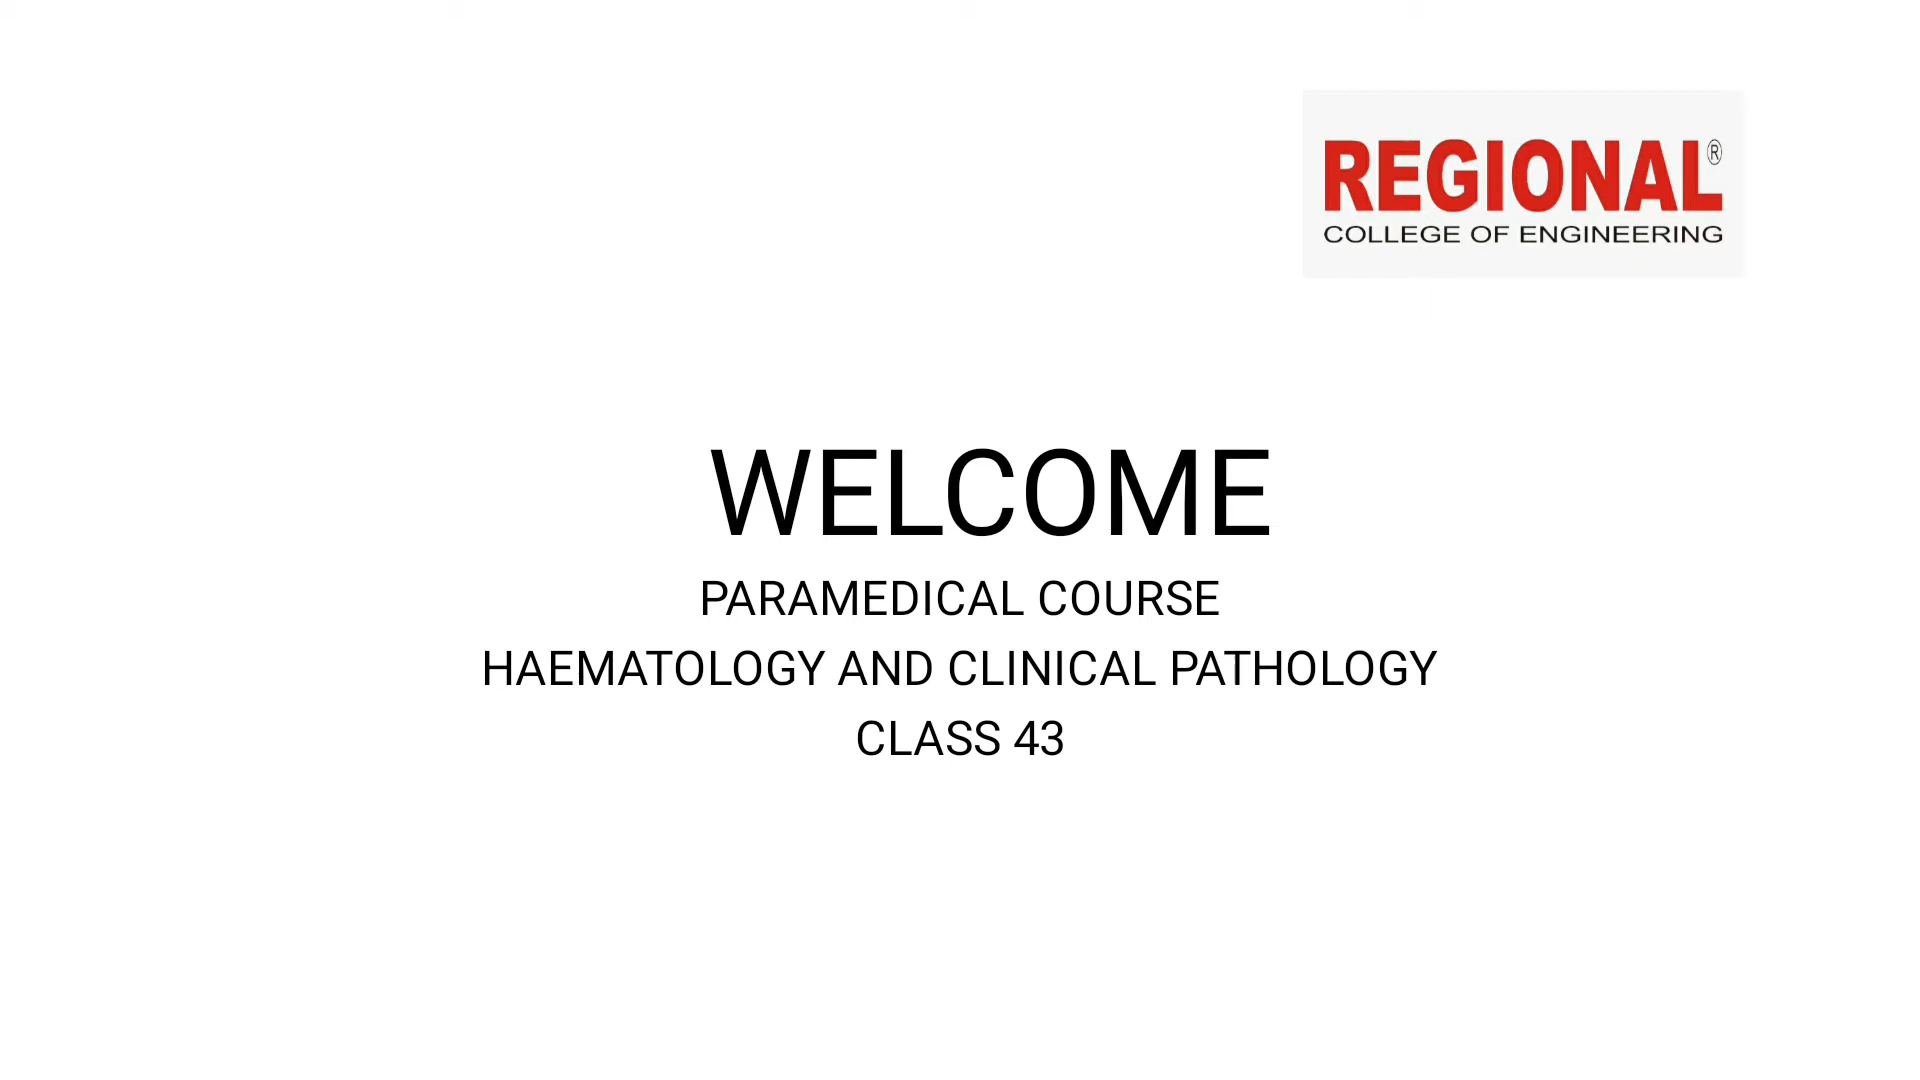 REGIONAL®
COLLEGE OF ENGINEERING
WELCOME
PARAMEDICAL COURSE
HAEMATOLOGY AND CLINICAL PATHOLOGY
CLASS 43